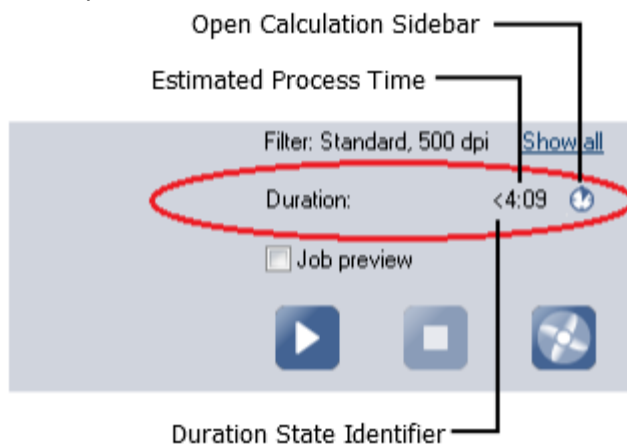 Open Calculation Sidebar
Estimated Process Time
Filter: Standard, 500 dpi Show all
Duration: <4:09
Job preview
Duration State Identifier